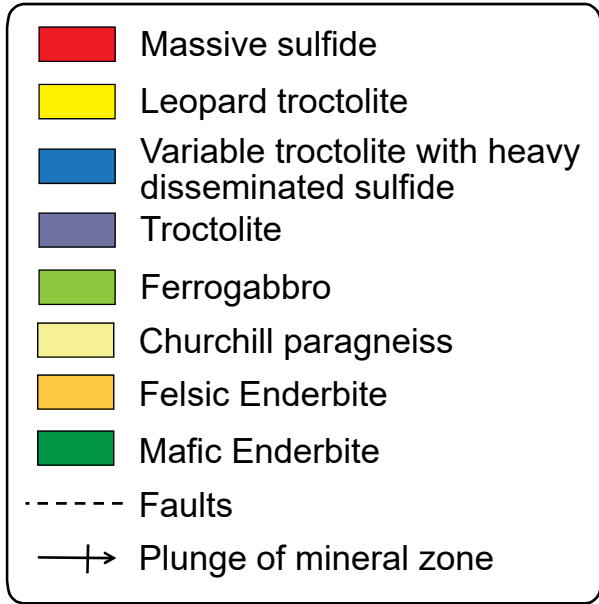 Massive sulfide
Leopard troctolite
Variable troctolite with heavy
disseminated sulfide
Troctolite
Ferrogabbro
Churchill paragneiss
Felsic Enderbite
Mafic Enderbite
Faults
Plunge of mineral zone